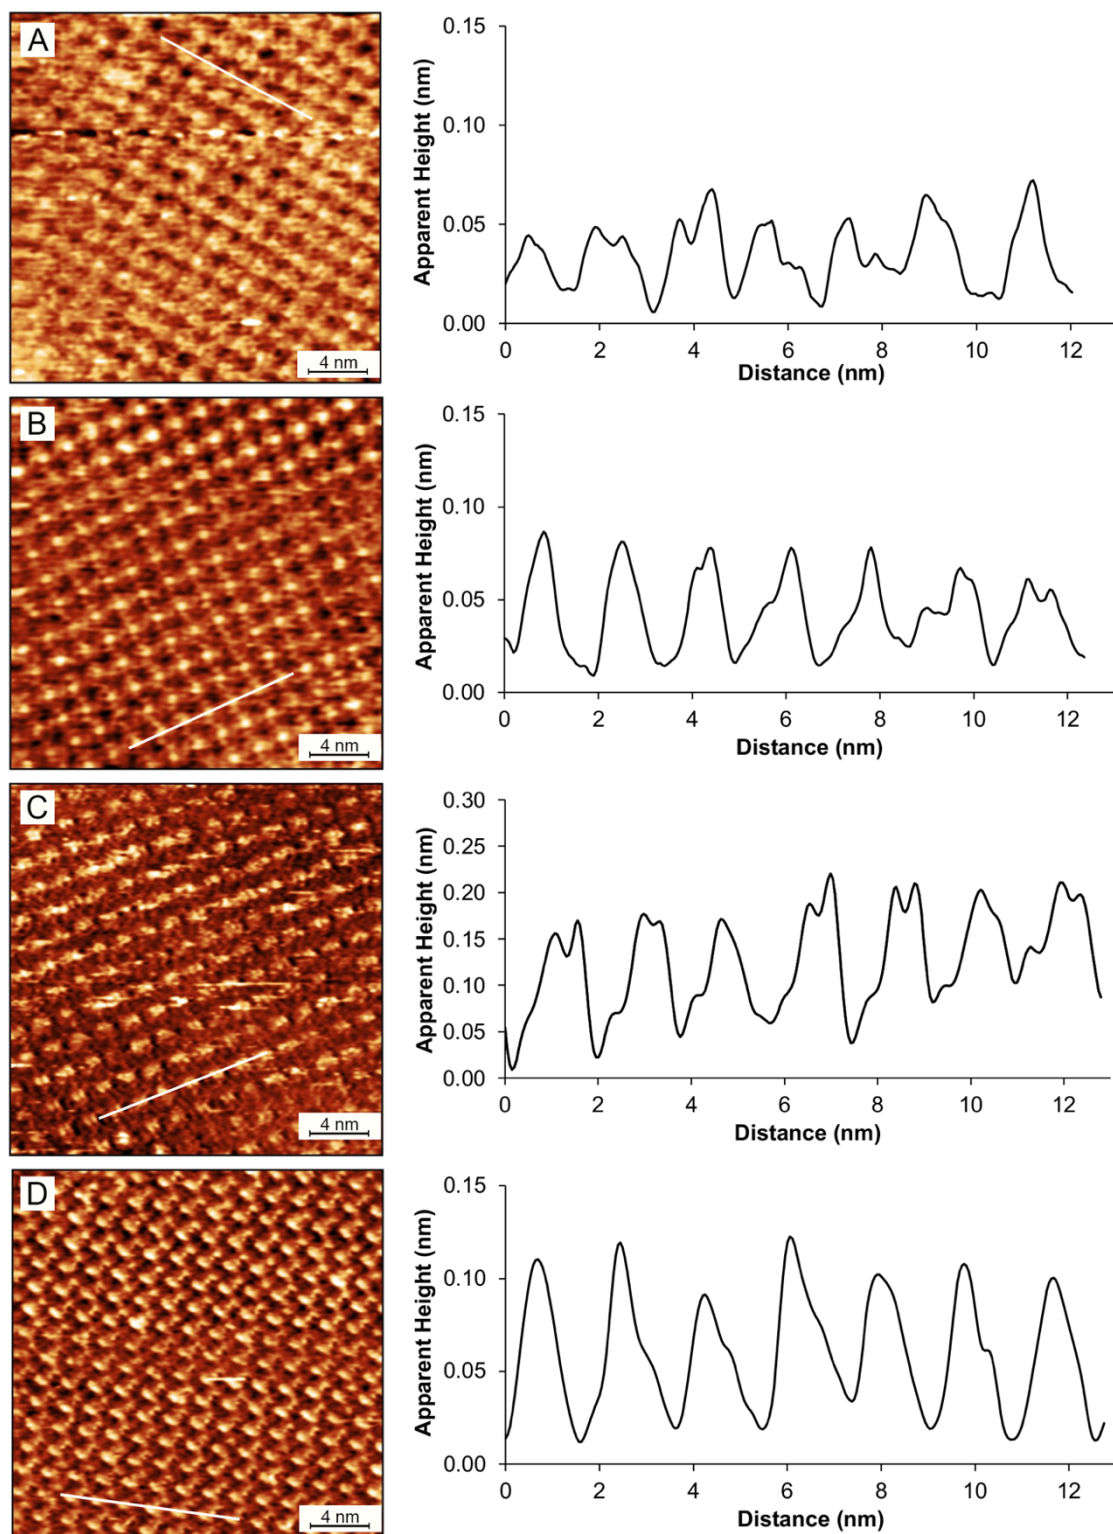 A
4 nm
Apparent Height (nm)
0.15
0.10
0.05
0.00
0 2 4 6 8 10 12
Distance (nm)
B
4 nm
Apparent Height (nm)
0.15
0.10
0.05
0.00
0 2 4 6 8 10 12
Distance (nm)
C
4 nm
Apparent Height (nm)
0.30
0.25
0.20
0.15
0.10
0.05
0.00
0 2 4 6 8 10 12
Distance (nm)
D
4 nm
Apparent Height (nm)
0.15
0.10
0.05
0.00
0 2 4 6 8 10 12
Distance (nm)